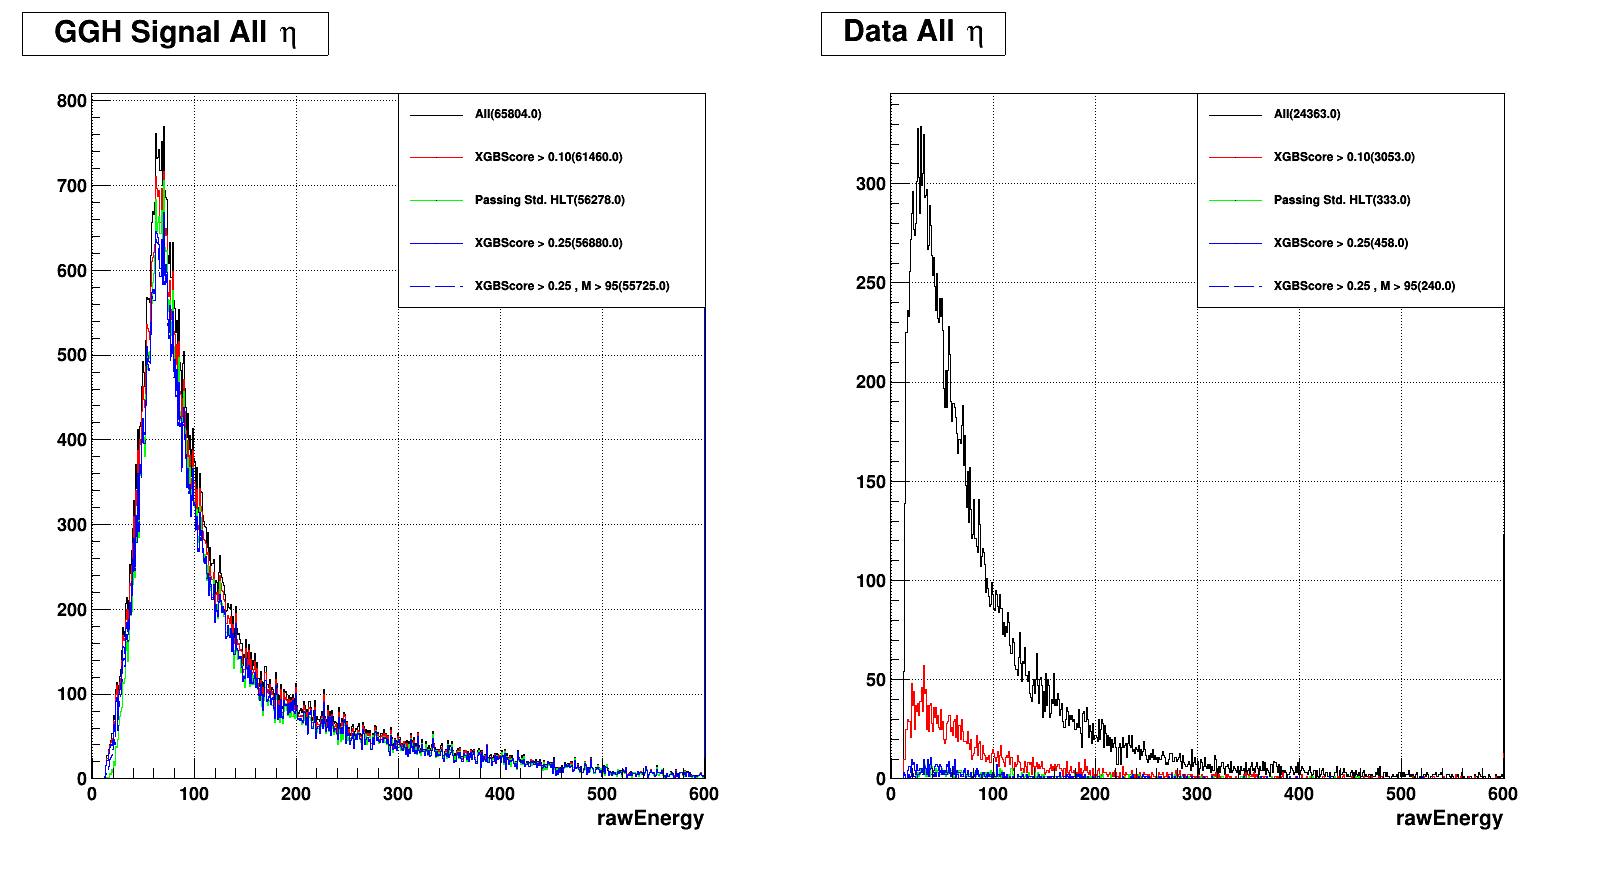 GGH Signal All η
800
700
600
500
400
300
200
100
0
0 100 200 300 400 500 600
rawEnergy
All(65804.0)
XGBScore > 0.10(61460.0)
Passing Std. HLT(56278.0)
XGBScore > 0.25(56880.0)
XGBScore > 0.25 , M > 95(55725.0)
Data All η
300
250
200
150
100
50
0
0 100 200 300 400 500 600
rawEnergy
All(24363.0)
XGBScore > 0.10(3053.0)
Passing Std. HLT(333.0)
XGBScore > 0.25(458.0)
XGBScore > 0.25 , M > 95(240.0)